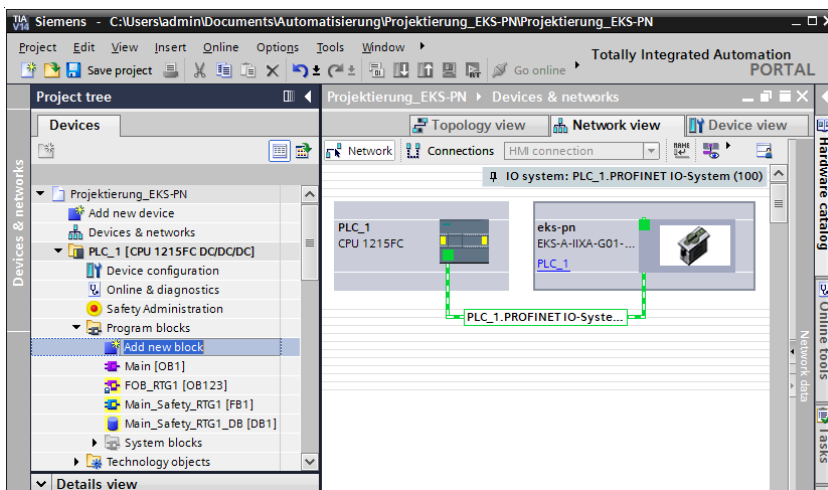 TIA V14 Siemens - C:\Users\admin\Documents\Automatisierung\Projektierung_EKS-PN\Projektierung_EKS-PN
Project Edit View Insert Online Options Tools Window
Totally Integrated Automation
PORTAL
Save project
Go online
Project tree
Projektierung_EKS-PN Devices & networks
Devices
Topology view
Network view
Device view
Network
Connections
HMI connection
IO system: PLC_1.PROFINET IO-System (100)
Projektierung_EKS-PN
Add new device
Devices & networks
PLC_1 [CPU 1215FC DC/DC/DC]
Device configuration
Online & diagnostics
Safety Administration
Program blocks
Add new block
Main [OB1]
FOB_RTG1 [OB123]
Main_Safety_RTG1 [FB1]
Main_Safety_RTG1_DB [DB1]
System blocks
Technology objects
Details view
PLC_1
CPU 1215FC
eks-pn
EKS-A-IIXA-G01-...
PLC_1
PLC_1.PROFINET IO-Syste...
Devices & networks
Network data
Hardware catalog
Online tools
Tasks